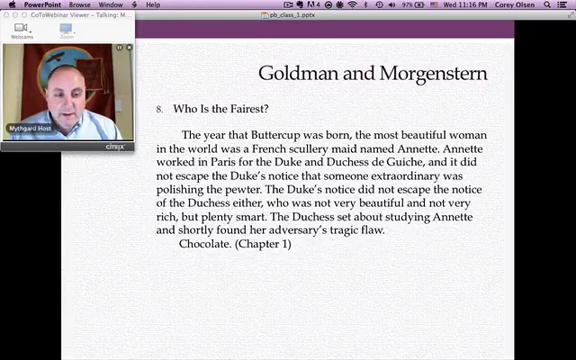 PowerPoint Browse Window Help 4 97% Wed 11:16 PM Corey Olsen
GoToWebinar Viewer - Talking: M... pb_class_1.pptx
Webcams Zoom
Mythgard Host
citrix
Goldman and Morgenstern
8. Who Is the Fairest?
The year that Buttercup was born, the most beautiful woman
in the world was a French scullery maid named Annette. Annette
worked in Paris for the Duke and Duchess de Guiche, and it did
not escape the Duke's notice that someone extraordinary was
polishing the pewter. The Duke's notice did not escape the notice
of the Duchess either, who was not very beautiful and not very
rich, but plenty smart. The Duchess set about studying Annette
and shortly found her adversary's tragic flaw.
Chocolate. (Chapter 1)